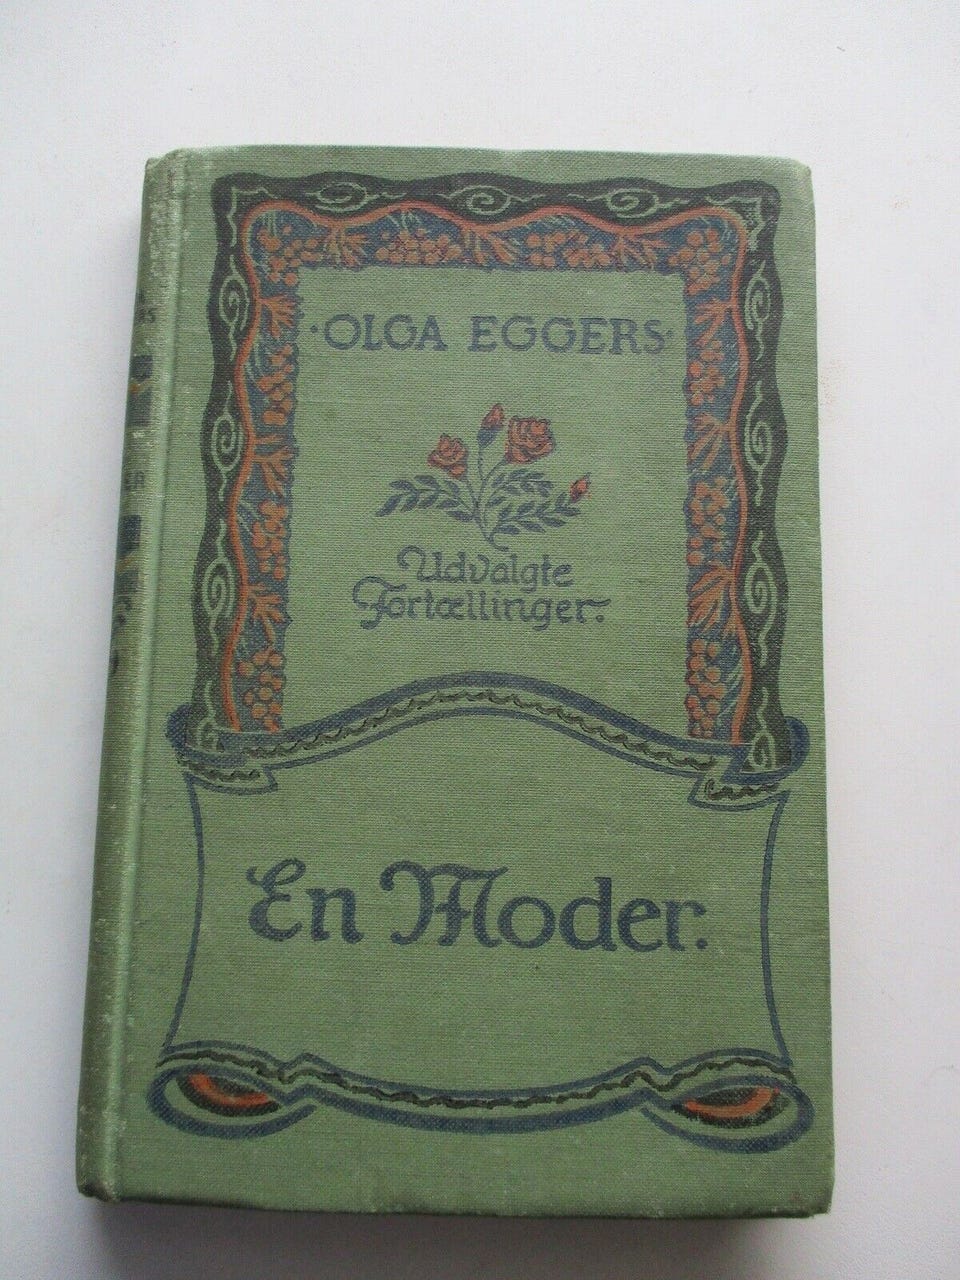 ·OLGA EGGERS·
Udvalgte
Fortællinger.
En Moder.